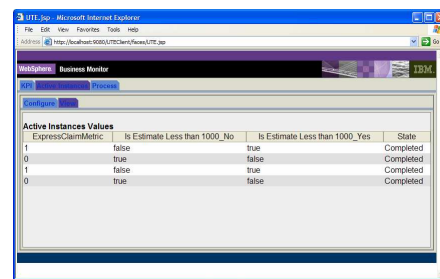 UTE.jsp - Microsoft Internet Explorer
File Edit View Favorites Tools Help
Address http://localhost:9080/UTEClient/faces/UTE.jsp Go
WebSphere Business Monitor IBM
KPI Active Instances Process
Configure View
Active Instances Values
ExpressClaimMetric Is Estimate Less than 1000_No Is Estimate Less than 1000_Yes State
1 false true Completed
0 true false Completed
1 false true Completed
0 true false Completed